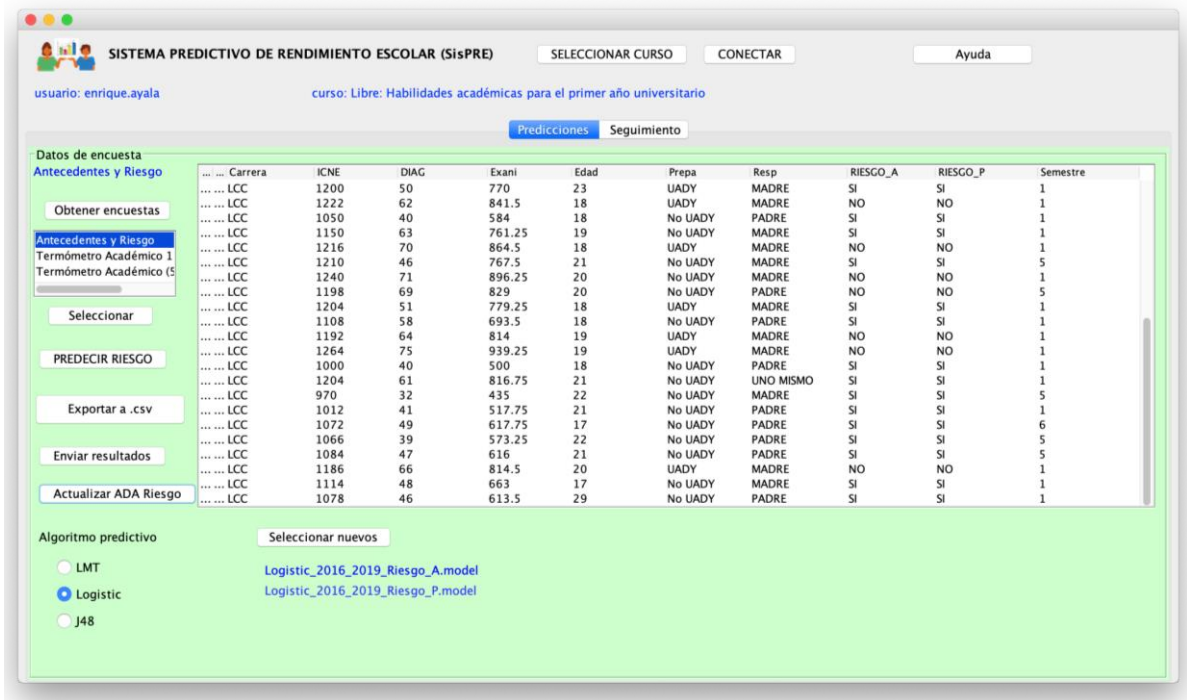 SISTEMA PREDICTIVO DE RENDIMIENTO ESCOLAR (SisPRE) SELECCIONAR CURSO CONECTAR Ayuda
usuario: enrique.ayala curso: Libre: Habilidades académicas para el primer año universitario
Predicciones Seguimiento
Datos de encuesta
Antecedentes y Riesgo
Obtener encuestas
Antecedentes y Riesgo
Termómetro Académico 1
Termómetro Académico (S
Seleccionar
PREDECIR RIESGO
Exportar a .csv
Enviar resultados
Actualizar ADA Riesgo
... ... Carrera ICNE DIAG Exani Edad Prepa Resp RIESGO_A RIESGO_P Semestre
... ... LCC 1200 50 770 23 UADY MADRE SI SI 1
... ... LCC 1222 62 841.5 18 UADY MADRE NO NO 1
... ... LCC 1050 40 584 18 No UADY PADRE SI SI 1
... ... LCC 1150 63 761.25 19 No UADY MADRE SI SI 1
... ... LCC 1216 70 864.5 18 UADY MADRE NO NO 1
... ... LCC 1210 46 767.5 21 No UADY MADRE SI SI 5
... ... LCC 1240 71 896.25 20 No UADY MADRE NO NO 1
... ... LCC 1198 69 829 20 No UADY PADRE NO NO 5
... ... LCC 1204 51 779.25 18 UADY MADRE SI SI 1
... ... LCC 1108 58 693.5 18 No UADY PADRE SI SI 1
... ... LCC 1192 64 814 19 UADY MADRE NO NO 1
... ... LCC 1264 75 939.25 19 UADY MADRE NO NO 1
... ... LCC 1000 40 500 18 No UADY PADRE SI SI 1
... ... LCC 1204 61 816.75 21 No UADY UNO MISMO SI SI 1
... ... LCC 970 32 435 22 No UADY MADRE SI SI 5
... ... LCC 1012 41 517.75 21 No UADY PADRE SI SI 1
... ... LCC 1072 49 617.75 17 No UADY PADRE SI SI 6
... ... LCC 1066 39 573.25 22 No UADY PADRE SI SI 5
... ... LCC 1084 47 616 21 No UADY PADRE SI SI 5
... ... LCC 1186 66 814.5 20 UADY MADRE NO NO 1
... ... LCC 1114 48 663 17 No UADY MADRE SI SI 1
... ... LCC 1078 46 613.5 29 No UADY PADRE SI SI 1
Algoritmo predictivo Seleccionar nuevos
LMT
Logistic
J48
Logistic_2016_2019_Riesgo_A.model
Logistic_2016_2019_Riesgo_P.model